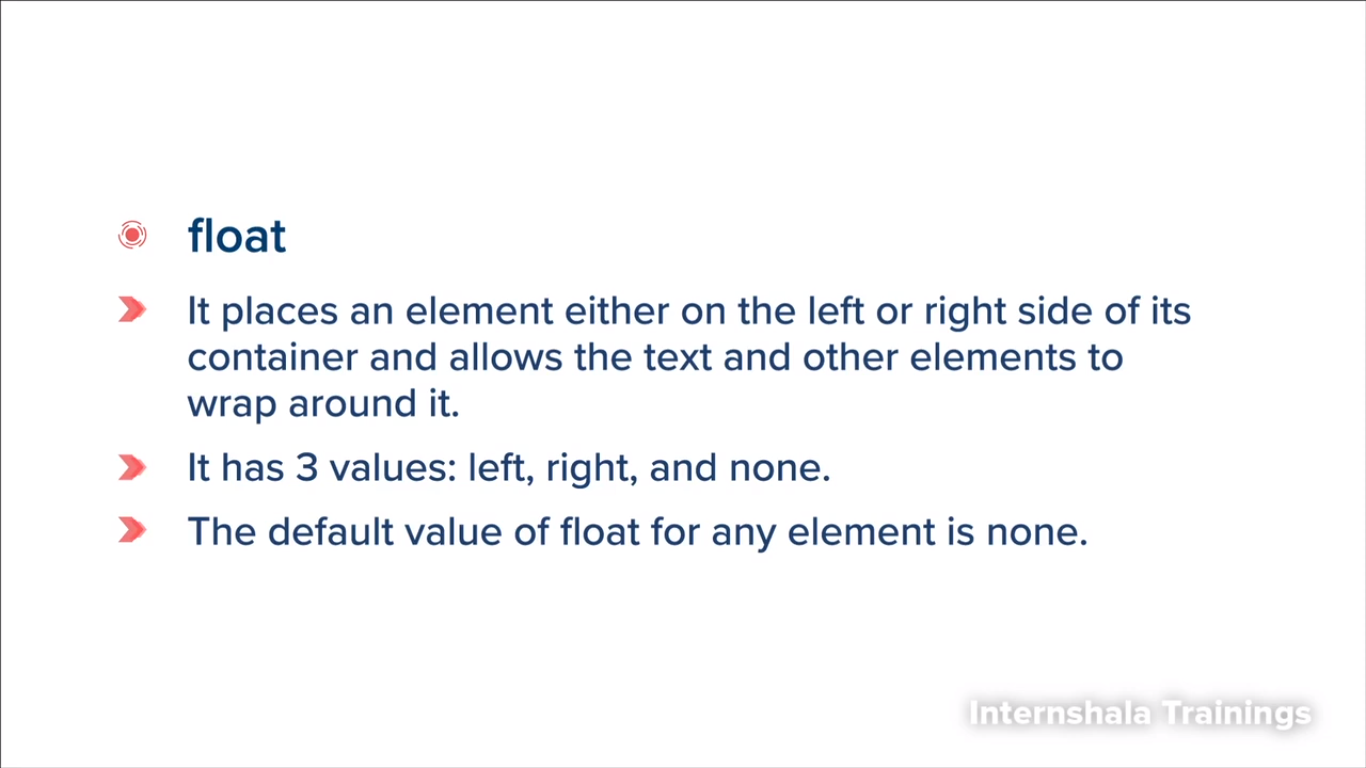 float
It places an element either on the left or right side of its
container and allows the text and other elements to
wrap around it.
It has 3 values: left, right, and none.
The default value of float for any element is none.
Internshala Trainings